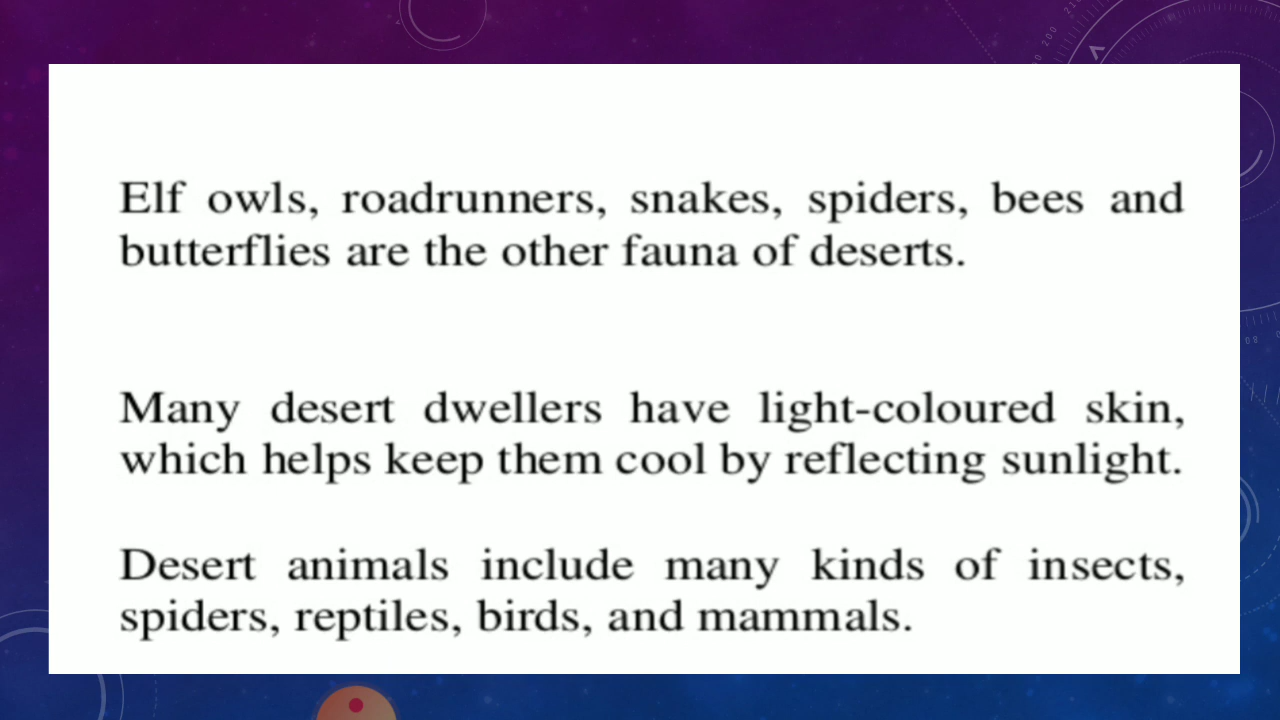 Elf owls, roadrunners, snakes, spiders, bees and
butterflies are the other fauna of deserts.
Many desert dwellers have light-coloured skin,
which helps keep them cool by reflecting sunlight.
Desert animals include many kinds of insects,
spiders, reptiles, birds, and mammals.